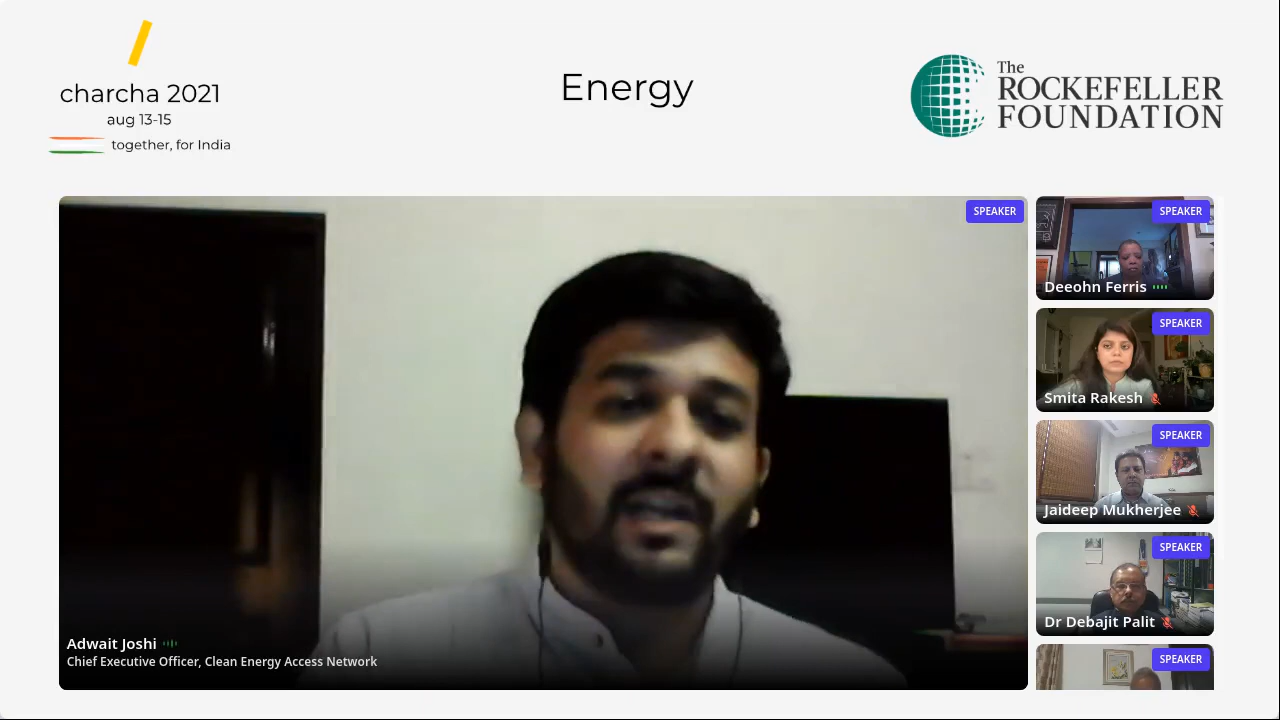 charcha 2021
aug 13-15
together, for India
Energy
The
ROCKEFELLER
FOUNDATION
SPEAKER
Adwait Joshi
Chief Executive Officer, Clean Energy Access Network
SPEAKER
Deeohn Ferris
SPEAKER
Smita Rakesh
SPEAKER
Jaideep Mukherjee
SPEAKER
Dr Debajit Palit
SPEAKER